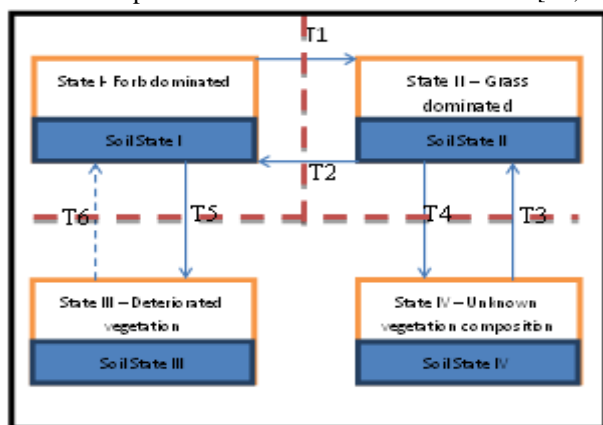 T1
State I- Forb dominated
Soil State I
State II – Grass
dominated
Soil State II
T2
T6
T5
T4
T3
State III – Deteriorated
vegetation
Soil State III
State IV – Unknown
vegetation composition
Soil State IV